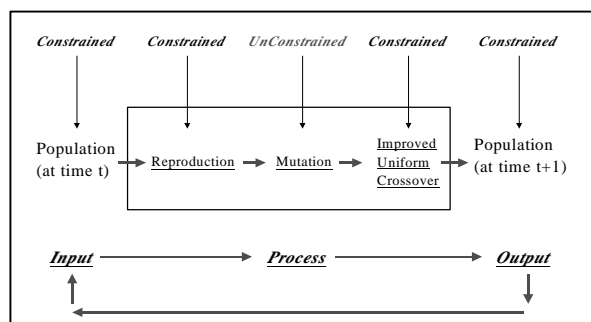 Constrained Constrained UnConstrained Constrained Constrained
Population
(at time t)
Reproduction
Mutation
Improved
Uniform
Crossover
Population
(at time t+1)
Input Process Output